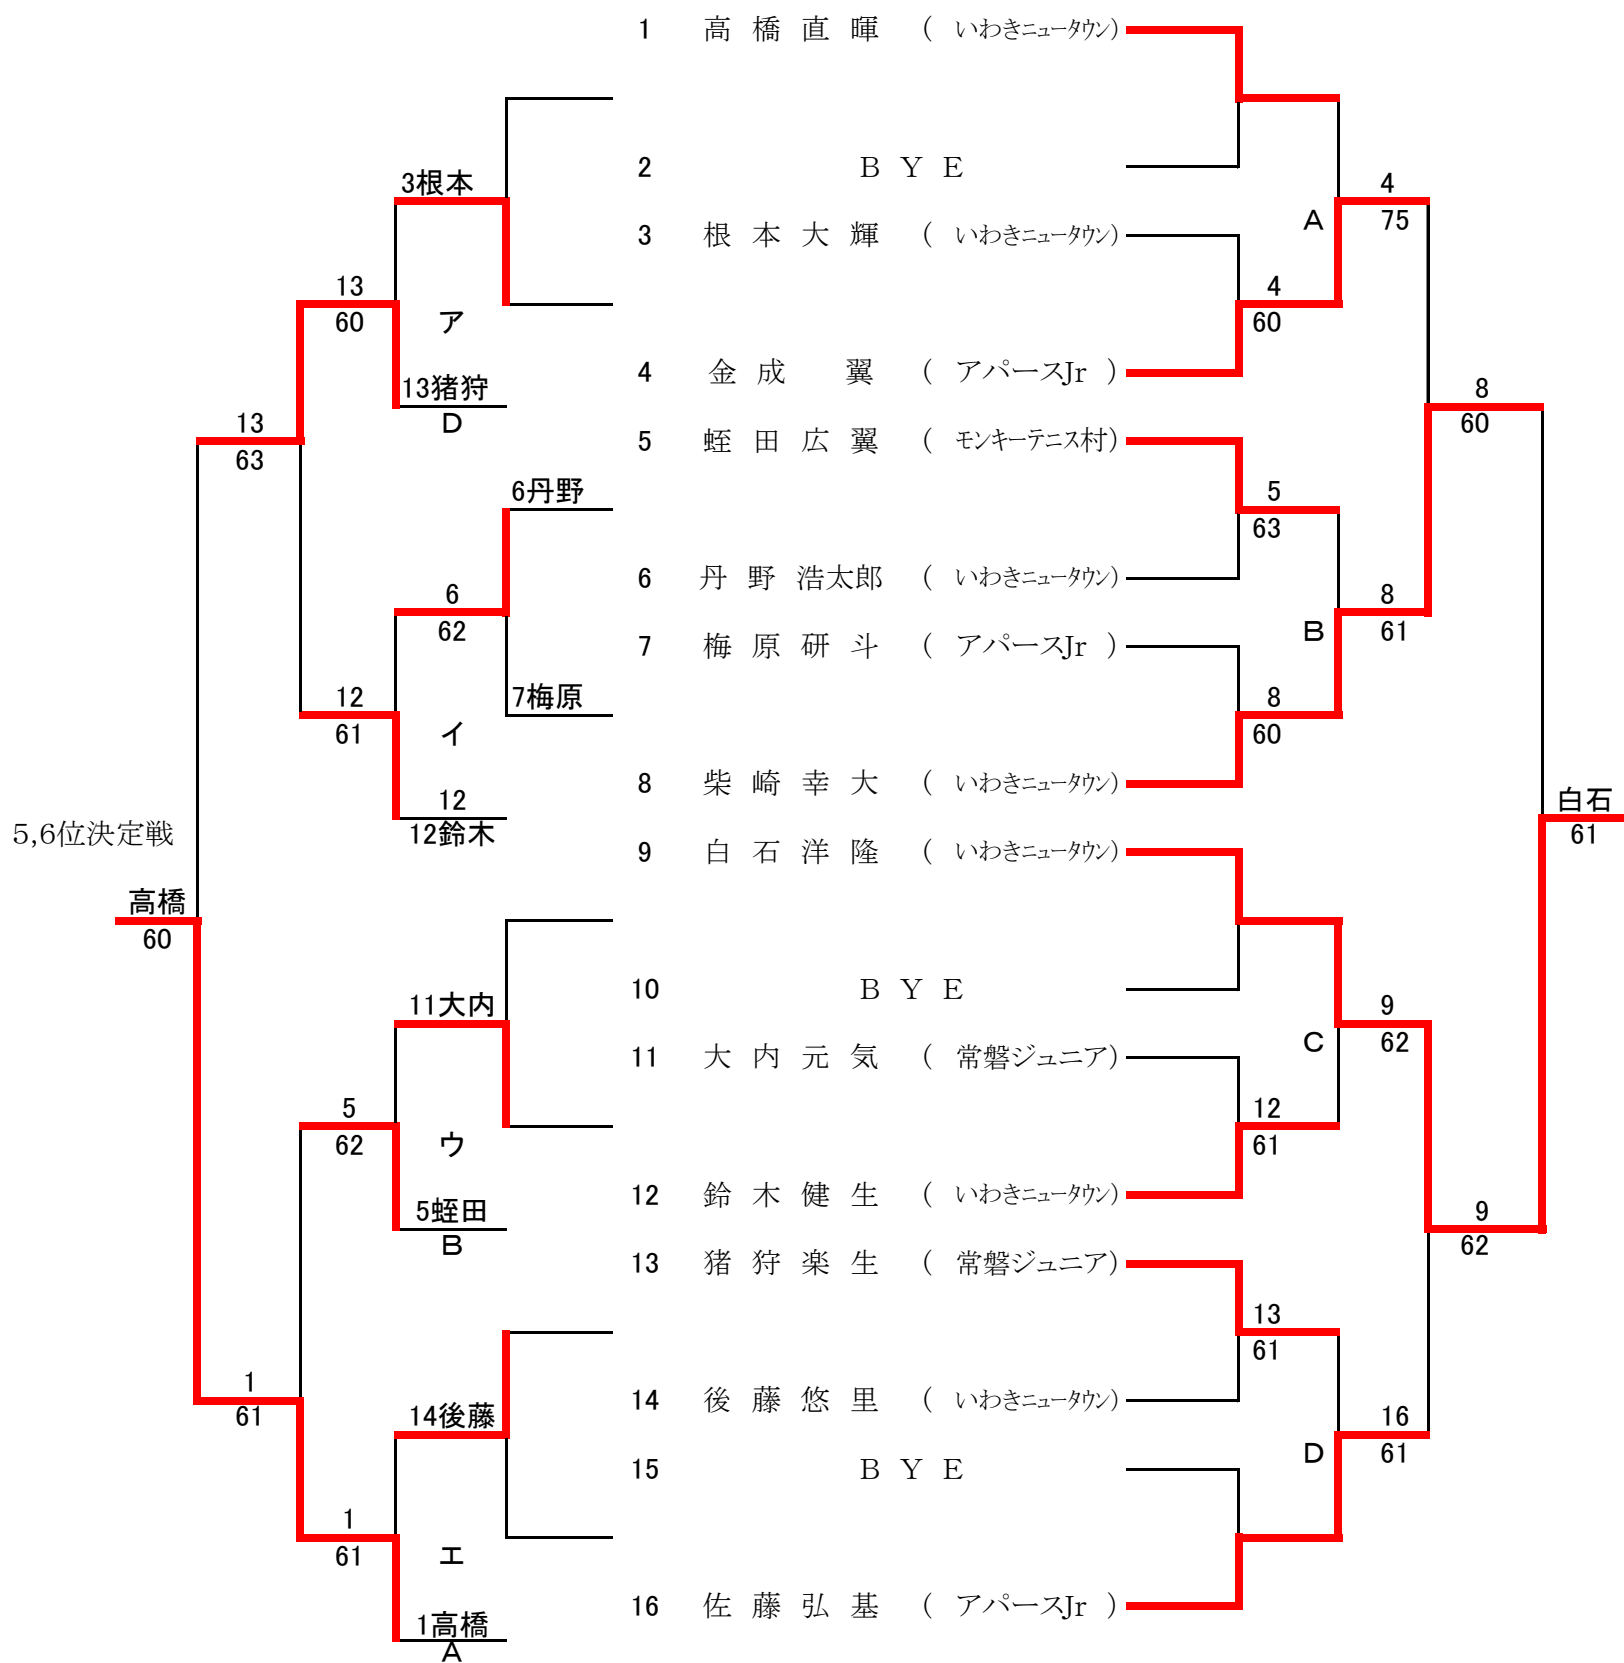 1 高橋直暉 ( いわきニュータウン)
2 BYE
3根本
4
A 75
3 根本大輝 ( いわきニュータウン)
13
4
60 ア
60
4 金成 翼 ( アパースJr )
13猪狩
D
8
60
13
63
5 蛭田広翼 ( モンキーテニス村)
6丹野
5
63
6 丹野浩太郎 ( いわきニュータウン)
6
62
8
B 61
7 梅原研斗 ( アパースJr )
12
61 イ
7梅原
8
60
8 柴崎幸大 ( いわきニュータウン)
12
12鈴木
白石
61
5,6位決定戦
9 白石洋隆 ( いわきニュータウン)
高橋
60
10 BYE
11大内
9
C 62
11 大内元気 ( 常磐ジュニア)
5
62 ウ
12
61
12 鈴木健生 ( いわきニュータウン)
5蛭田
B
9
62
13 猪狩楽生 ( 常磐ジュニア)
13
61
1
61
14 後藤悠里 ( いわきニュータウン)
14後藤
16
D 61
15 BYE
1
61 エ
16 佐藤弘基 ( アパースJr )
1高橋
A